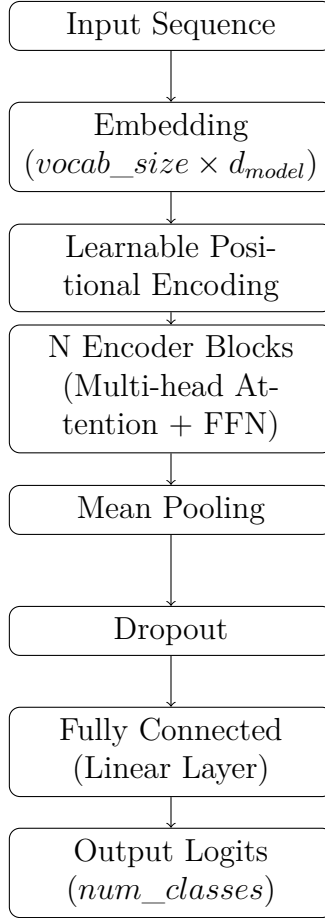 Input Sequence
Embedding
(vocab_size × d_model)
Learnable Posi-
tional Encoding
N Encoder Blocks
(Multi-head At-
tention + FFN)
Mean Pooling
Dropout
Fully Connected
(Linear Layer)
Output Logits
(num_classes)